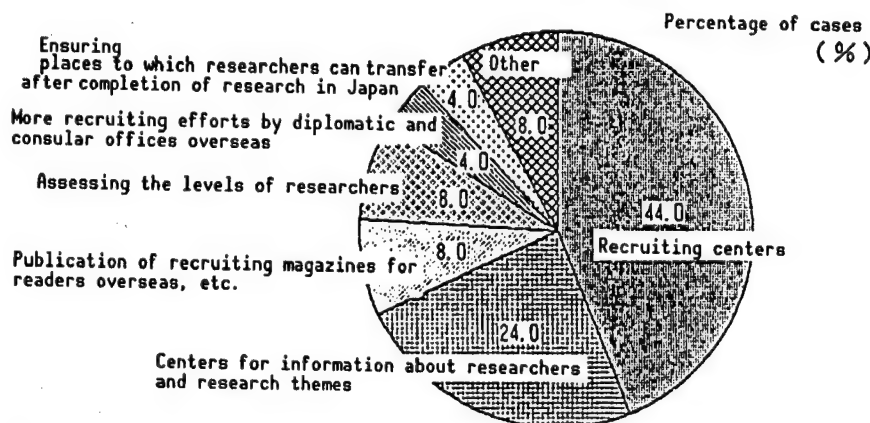 Percentage of cases
(%)
Ensuring
places to which researchers can transfer
after completion of research in Japan
4.0
Other
8.0
More recruiting efforts by diplomatic and
consular offices overseas
4.0
Assessing the levels of researchers
8.0
44.0
Recruiting centers
Publication of recruiting magazines for
readers overseas, etc.
8.0
24.0
Centers for information about researchers
and research themes